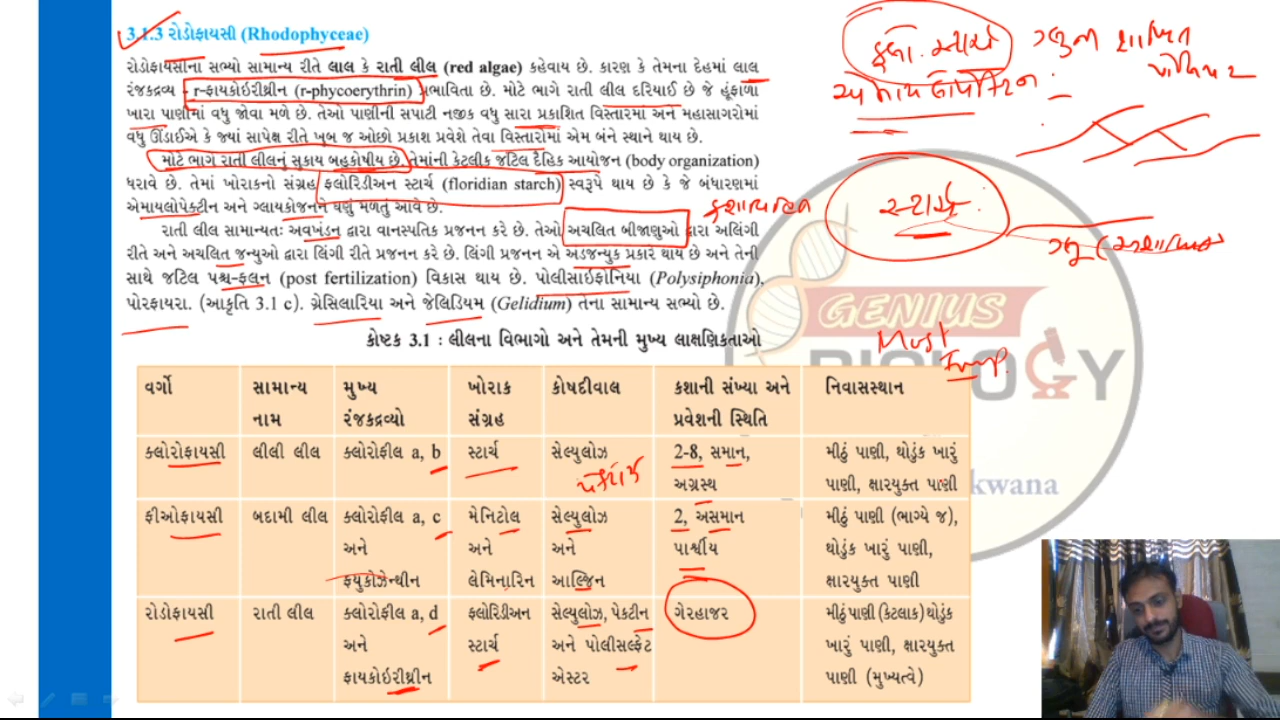 3.1.3 રોડોફાયસી (Rhodophyceae)
રોડોફાયસીના સભ્યો સામાન્ય રીતે લાલ કે રાતી લીલ (red algae) કહેવાય છે. કારણ કે તેમના દેહમાં લાલ
રંજકદ્રવ્ય - r-ફાયકોઇરીથ્રીન (r-phycoerythrin) પ્રભાવિતા છે. મોટે ભાગે રાતી લીલ દરિયાઈ છે જે હૂંફાળા
ખારા પાણીમાં વધુ જોવા મળે છે. તેઓ પાણીની સપાટી નજીક વધુ સારા પ્રકાશિત વિસ્તારમાં અને મહાસાગરોમાં
વધુ ઊંડાઈએ કે જ્યાં સાપેક્ષ રીતે ખુબ જ ઓછો પ્રકાશ પ્રવેશે તેવા વિસ્તારોમાં એમ બંને સ્થાને થાય છે.
મોટે ભાગે રાતી લીલનું સુકાય બહુકોષીય છે. તેમાંની કેટલીક જટિલ દૈહિક આયોજન (body organization)
ધરાવે છે. તેમાં ખોરાકનો સંગ્રહ ફ્લોરિડીઅન સ્ટાર્ચ (floridian starch) સ્વરૂપે થાય છે કે જે બંધારણમાં
એમાયલોપેક્ટીન અને ગ્લાયકોજનને ઘણું મળતું આવે છે.
રાતી લીલ સામાન્યતઃ અવખંડન દ્વારા વાનસ્પતિક પ્રજનન કરે છે. તેઓ અચલિત બીજાણુઓ દ્વારા અલિંગી
રીતે અને અચલિત જન્યુઓ દ્વારા લિંગી રીતે પ્રજનન કરે છે. લિંગી પ્રજનન એ અડજન્યુક પ્રકારે થાય છે અને તેની
સાથે જટિલ પશ્ચ-ફલન (post fertilization) વિકાસ થાય છે. પોલીસાઈફોનિયા (Polysiphonia),
પોરફાયરા. (આકૃતિ 3.1 c). ગ્રેસિલારિયા અને જેલિડિયમ (Gelidium) તેના સામાન્ય સભ્યો છે.
કોષ્ટક 3.1 : લીલના વિભાગો અને તેમની મુખ્ય લાક્ષણિકતાઓ
વર્ગો સામાન્ય મુખ્ય ખોરાક કોષદીવાલ કશાની સંખ્યા અને નિવાસસ્થાન
નામ રંજકદ્રવ્યો સંગ્રહ પ્રવેશની સ્થિતિ
ક્લોરોફાયસી લીલી લીલ ક્લોરોફીલ a, b સ્ટાર્ચ સેલ્યુલોઝ 2-8, સમાન, મીઠું પાણી, થોડુંક ખારું
અગ્રસ્થ પાણી, ક્ષારયુક્ત પાણી
ફીઓફાયસી બદામી લીલ ક્લોરોફીલ a, c મેનિટોલ સેલ્યુલોઝ 2, અસમાન મીઠું પાણી (ભાગ્યે જ),
અને અને અને પાર્શ્વીય થોડુંક ખારું પાણી,
ફયુકોઝેન્થીન લેમિનારિન આલ્જિન ક્ષારયુક્ત પાણી
રોડોફાયસી રાતી લીલ ક્લોરોફીલ a, d ફ્લોરિડીઅન સેલ્યુલોઝ, પેક્ટીન ગેરહાજર મીઠું પાણી (કેટલાક) થોડુંક
અને સ્ટાર્ચ અને પોલીસલ્ફેટ ખારું પાણી, ક્ષારયુક્ત
ફાયકોઇરીથ્રીન એસ્ટર પાણી (મુખ્યત્વે)
સ્ટાર્ચ
GENIUS
BIOLOGY
kwana
Most
Imp.